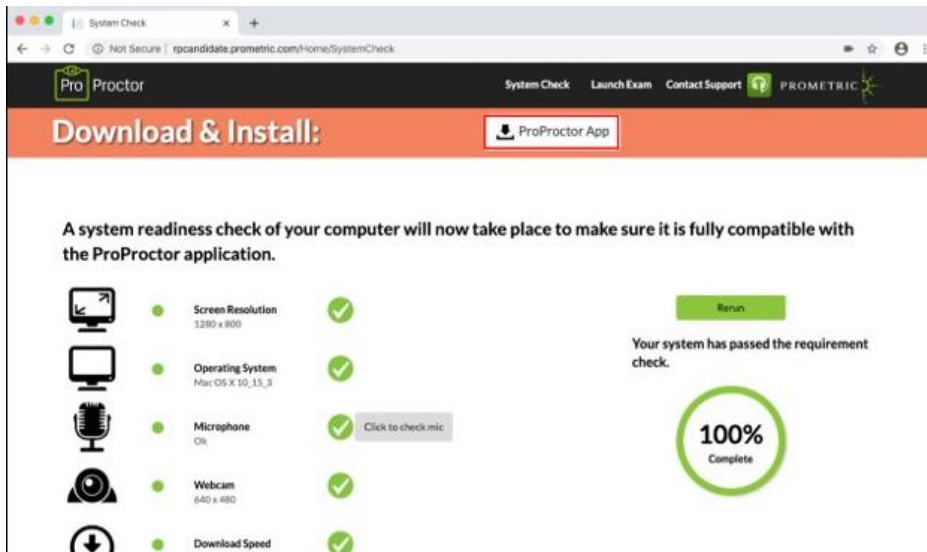 System Check
Not Secure | rpcandidate.prometric.com/Home/SystemCheck
Pro Proctor
System Check Launch Exam Contact Support PROMETRIC
Download & Install:
ProProctor App
A system readiness check of your computer will now take place to make sure it is fully compatible with
the ProProctor application.
Screen Resolution
1280 x 800
Operating System
Mac OS X 10_15_3
Microphone
Ok
Click to check mic
Webcam
640 x 480
Download Speed
Rerun
Your system has passed the requirement
check.
100%
Complete